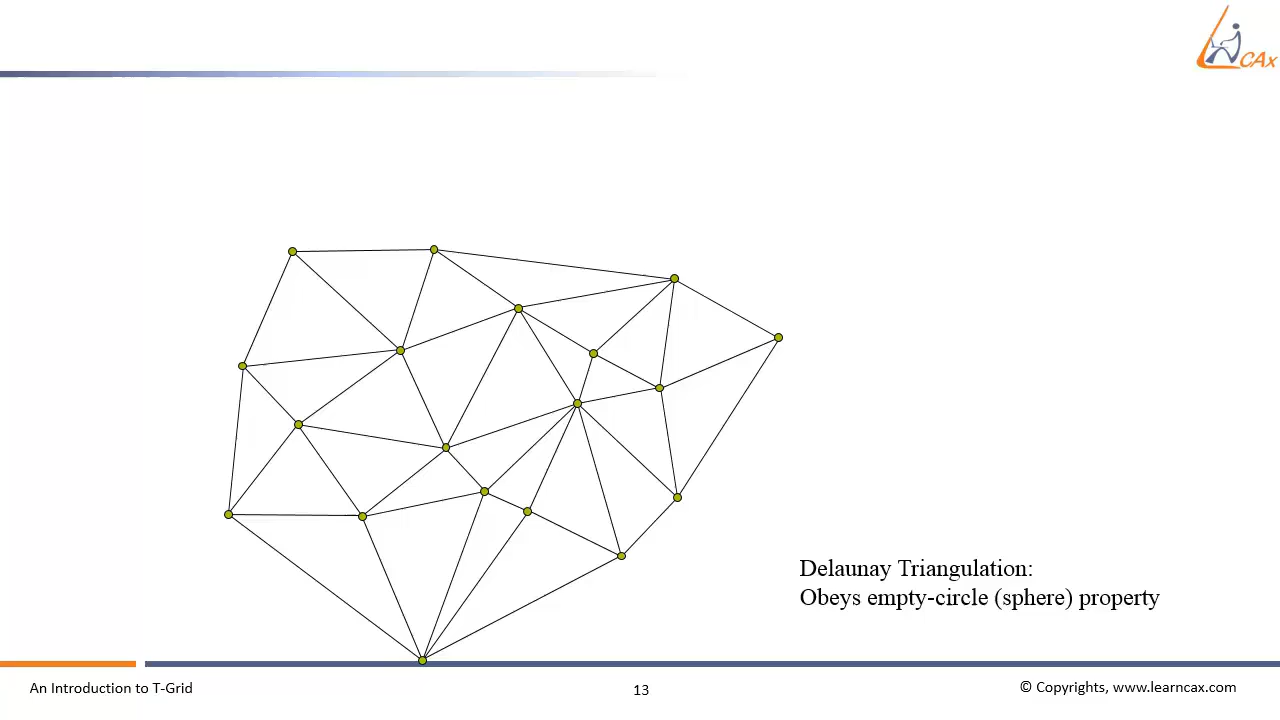 CAx
Delaunay Triangulation:
Obeys empty-circle (sphere) property
An Introduction to T-Grid
13
© Copyrights, www.learncax.com